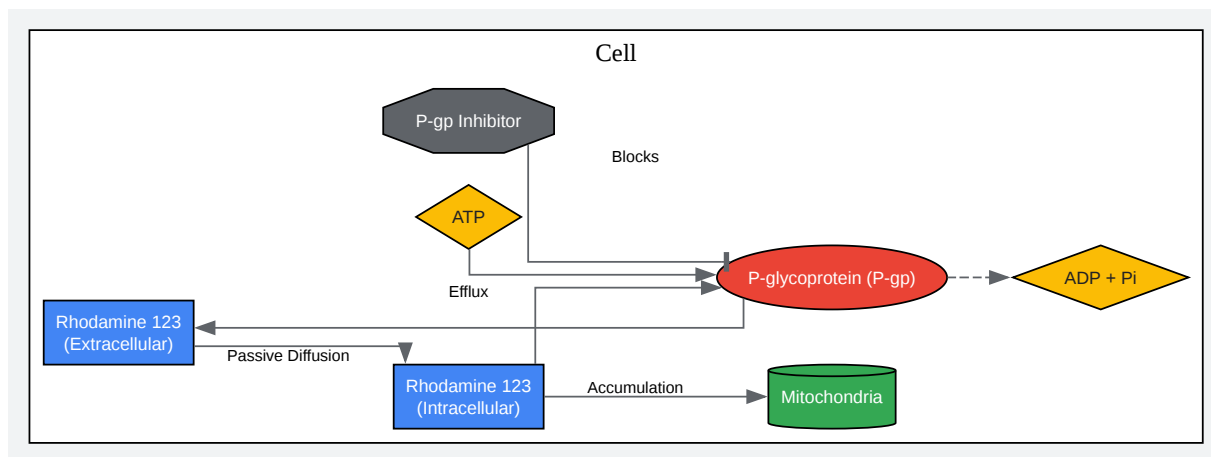 Cell
P-gp Inhibitor
Blocks
ATP
P-glycoprotein (P-gp)
ADP + Pi
Efflux
Rhodamine 123
(Extracellular)
Passive Diffusion
Rhodamine 123
(Intracellular)
Accumulation
Mitochondria